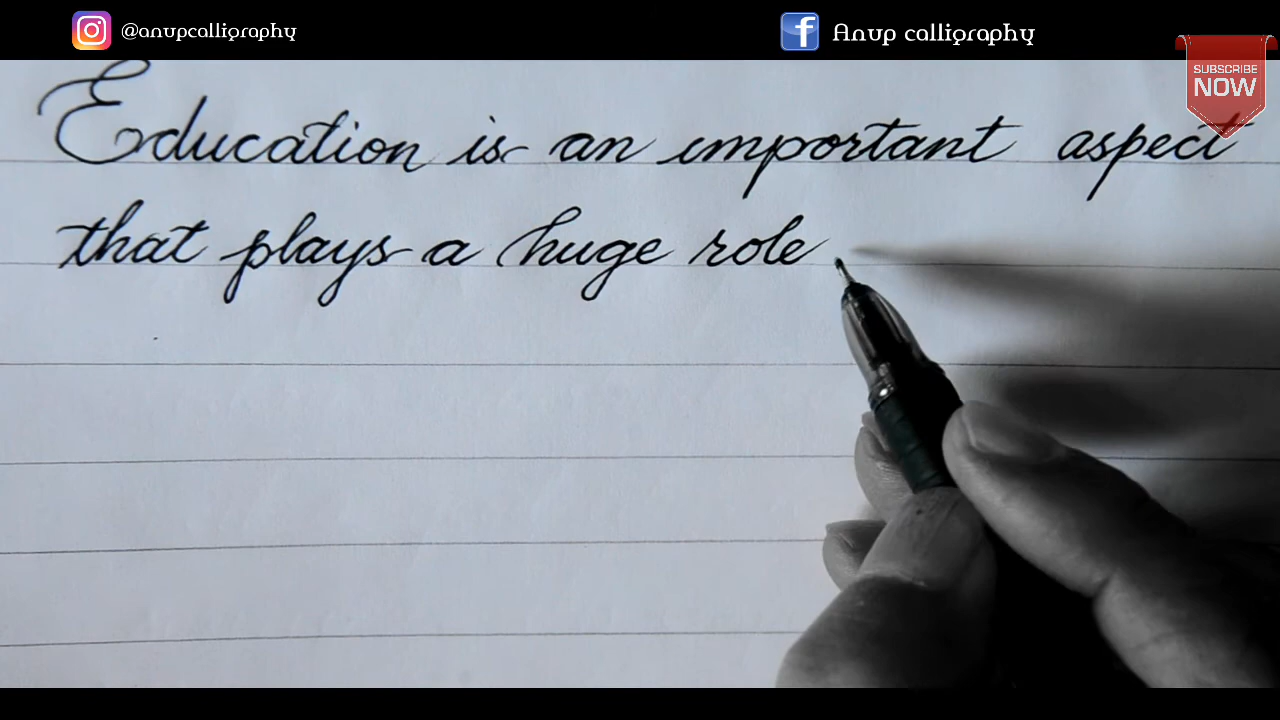 @anupcalligraphy
Anup calligraphy
SUBSCRIBE
NOW
Education is an important aspect
that plays a huge role